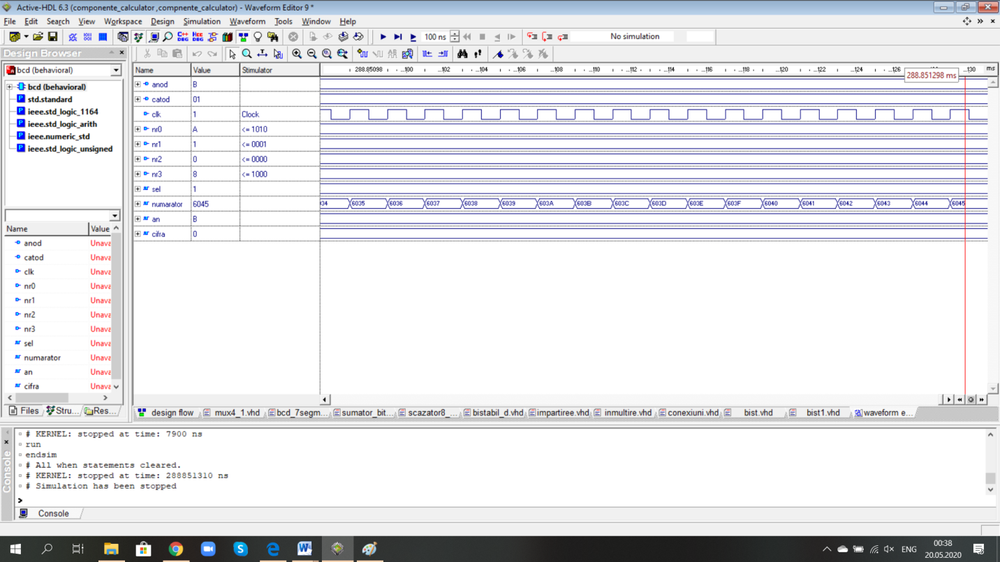 Active-HDL 6.3 (componente_calculator ,compnente_calculator) - Waveform Editor 9 *
File Edit Search View Workspace Design Simulation Waveform Tools Window Help
100 ns No simulation
Design Browser
bcd (behavioral)
bcd (behavioral)
std.standard
ieee.std_logic_1164
ieee.std_logic_arith
ieee.numeric_std
ieee.std_logic_unsigned
Name Value
anod Unava
catod Unava
clk Unava
nr0 Unava
nr1 Unava
nr2 Unava
nr3 Unava
sel Unava
numarator Unava
an Unava
cifra Unava
Files Stru... Res...
Name Value Stimulator 288.85098 ...100 ...102 ...104 ...106 ...108 ...110 ...112 ...114 ...116 ...118 ...120 ...122 ...124 ...126 ...130 ms
288.851298 ms
anod B
catod 01
clk 1 Clock
nr0 A <= 1010
nr1 1 <= 0001
nr2 0 <= 0000
nr3 8 <= 1000
sel 1
numarator 6045 034 6035 6036 6037 6038 6039 603A 603B 603C 603D 603E 603F 6040 6041 6042 6043 6044 6045
an B
cifra 0
design flow mux4_1.vhd bcd_7segm... sumator_bit... scazator8_... bistabil_d.vhd impartiree.vhd inmultire.vhd conexiuni.vhd bist.vhd bist1.vhd waveform e...
Console
# KERNEL: stopped at time: 7900 ns
run
endsim
# All when statements cleared.
# KERNEL: stopped at time: 288851310 ns
# Simulation has been stopped
>
Console
ENG
00:38
20.05.2020